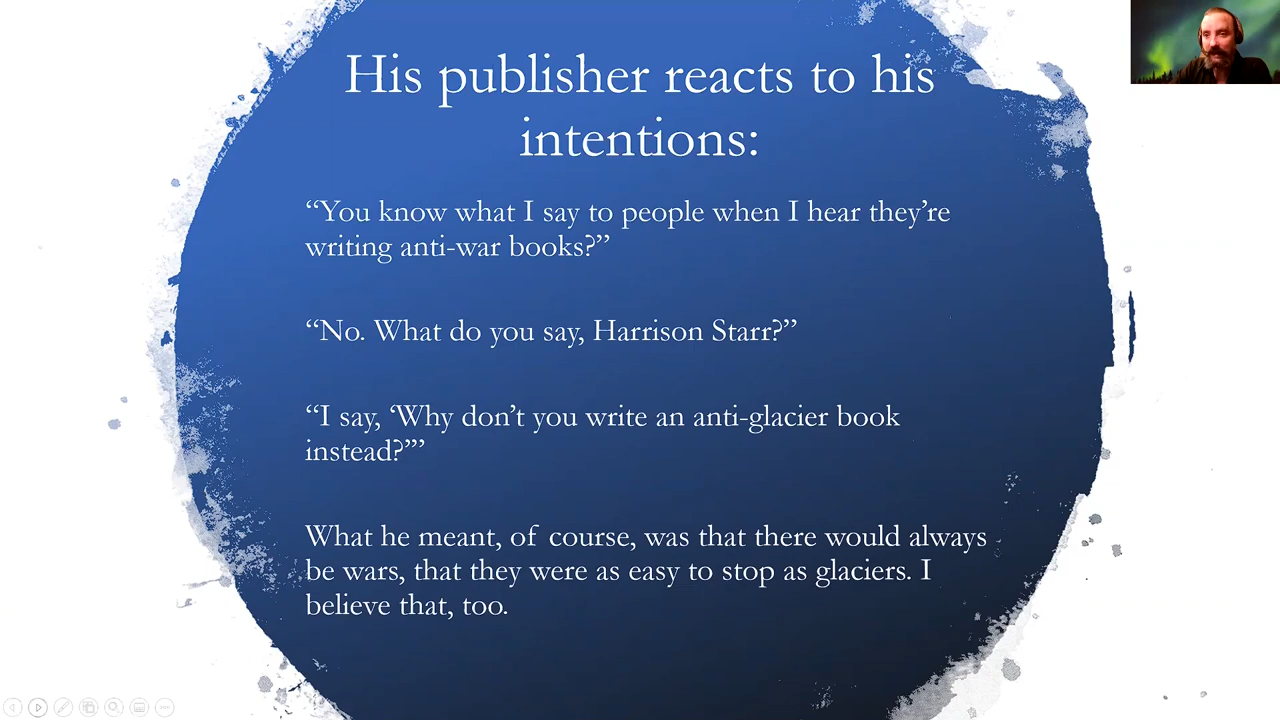 His publisher reacts to his
intentions:
“You know what I say to people when I hear they’re
writing anti-war books?”
“No. What do you say, Harrison Starr?”
“I say, ‘Why don’t you write an anti-glacier book
instead?’”
What he meant, of course, was that there would always
be wars, that they were as easy to stop as glaciers. I
believe that, too.